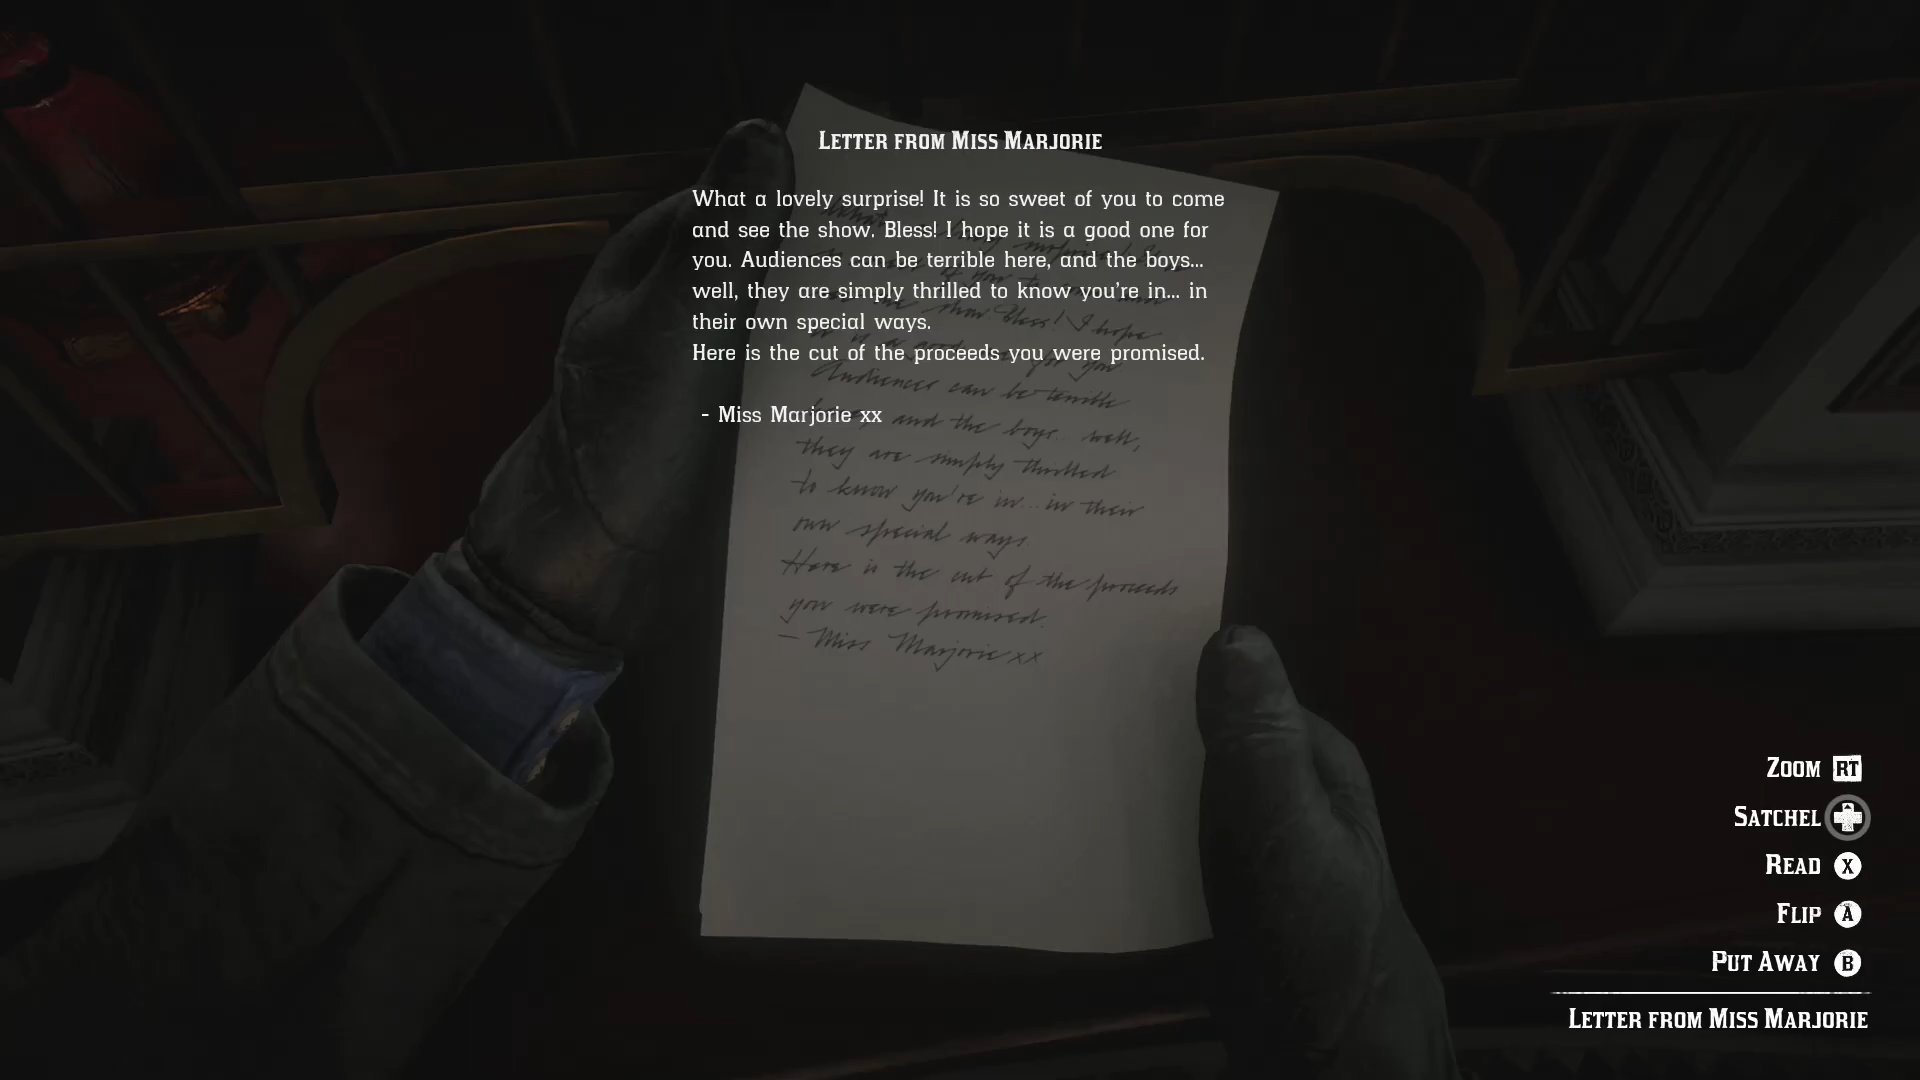 Letter from Miss Marjorie
What a lovely surprise! It is so sweet of you to come
and see the show. Bless! I hope it is a good one for
you. Audiences can be terrible here, and the boys...
well, they are simply thrilled to know you're in... in
their own special ways.
Here is the cut of the proceeds you were promised.
- Miss Marjorie xx
Audiences can be terrible
and the boys... well,
they are simply thrilled
to know you're in... in their
own special ways.
Here is the cut of the proceeds
you were promised.
- Miss Marjorie xx
Zoom RT
Satchel
Read X
Flip A
Put Away B
Letter from Miss Marjorie